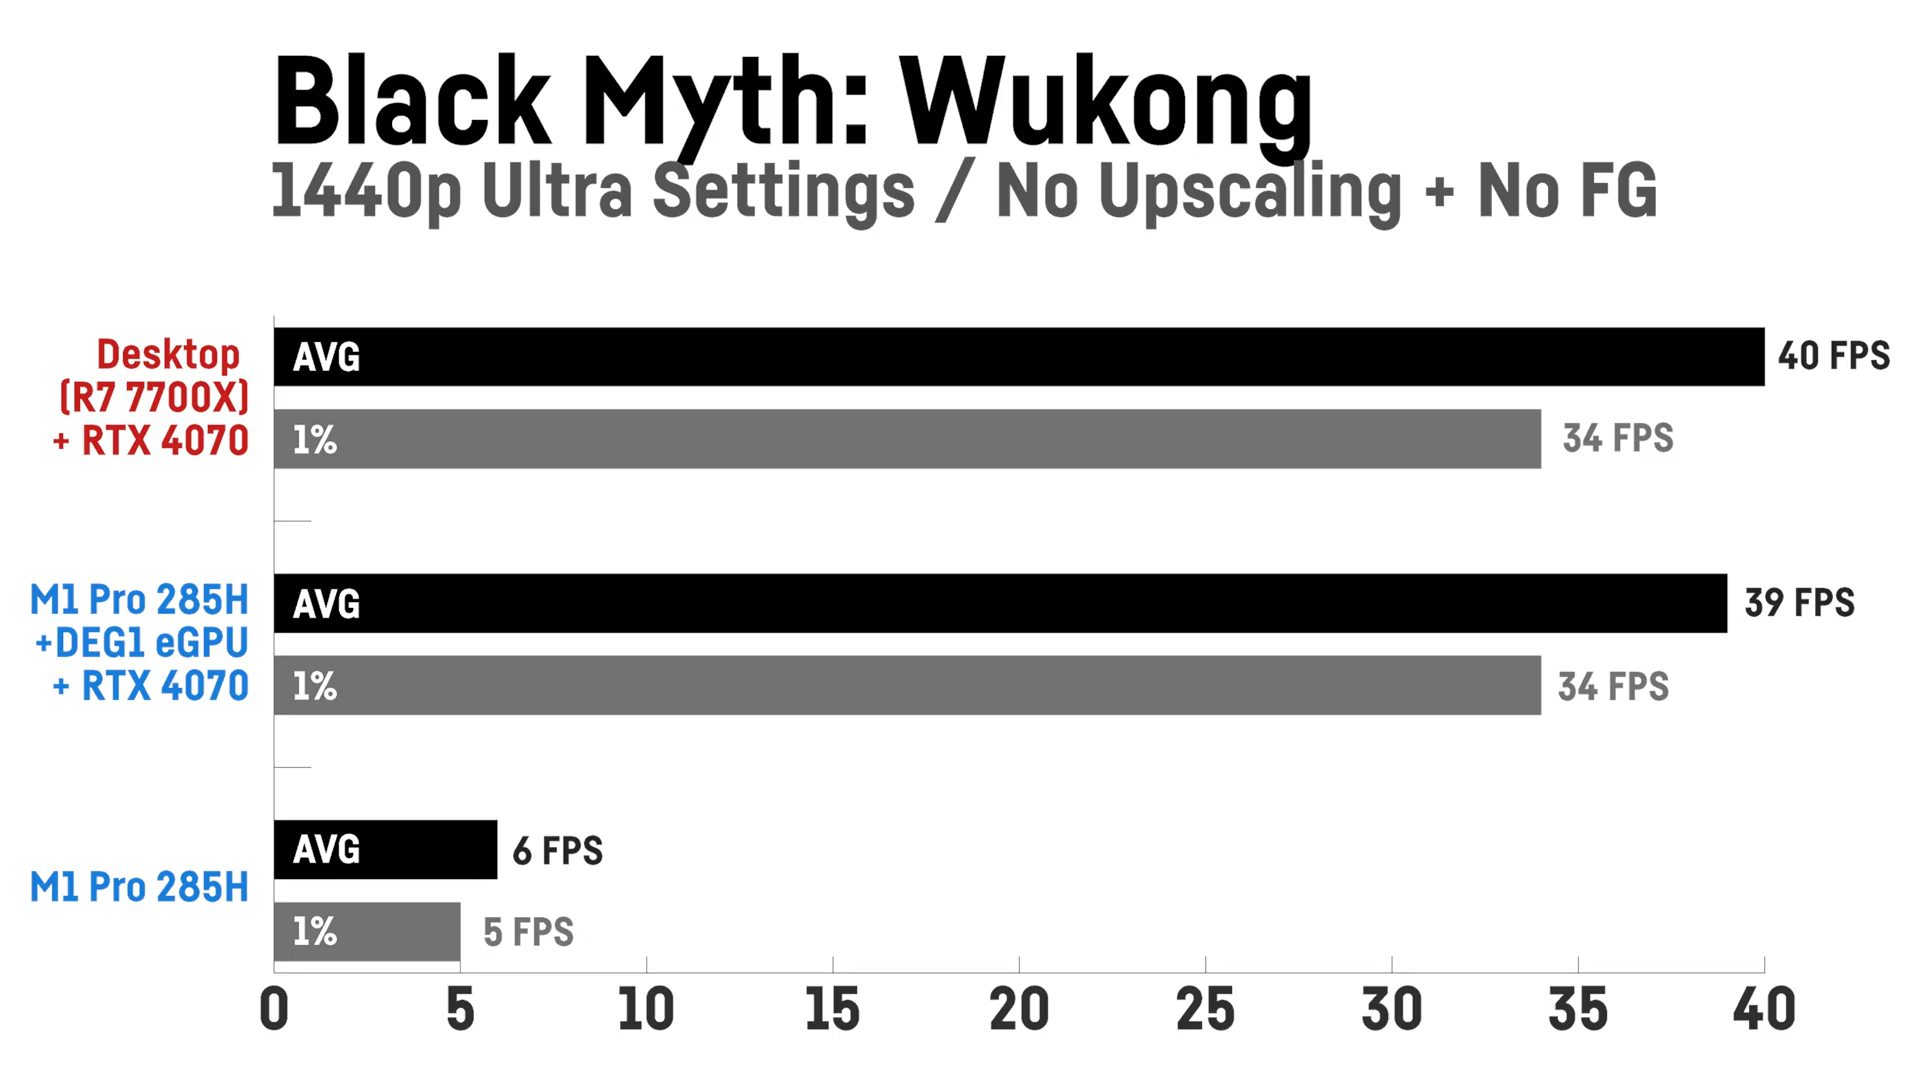 Black Myth: Wukong
1440p Ultra Settings / No Upscaling + No FG
Desktop
(R7 7700X)
+ RTX 4070
AVG
40 FPS
1%
34 FPS
M1 Pro 285H
+DEG1 eGPU
+ RTX 4070
AVG
39 FPS
1%
34 FPS
M1 Pro 285H
AVG
6 FPS
1%
5 FPS
0 5 10 15 20 25 30 35 40